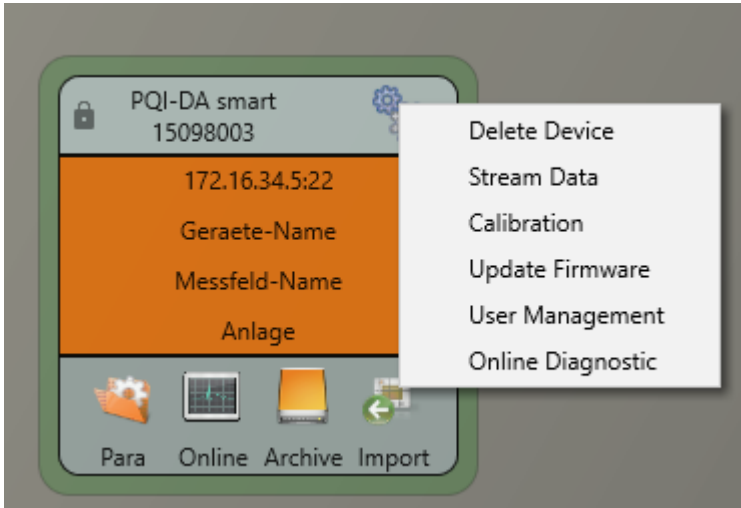 PQI-DA smart
15098003
172.16.34.5:22
Geraete-Name
Messfeld-Name
Anlage
Para
Online
Archive
Import
Delete Device
Stream Data
Calibration
Update Firmware
User Management
Online Diagnostic